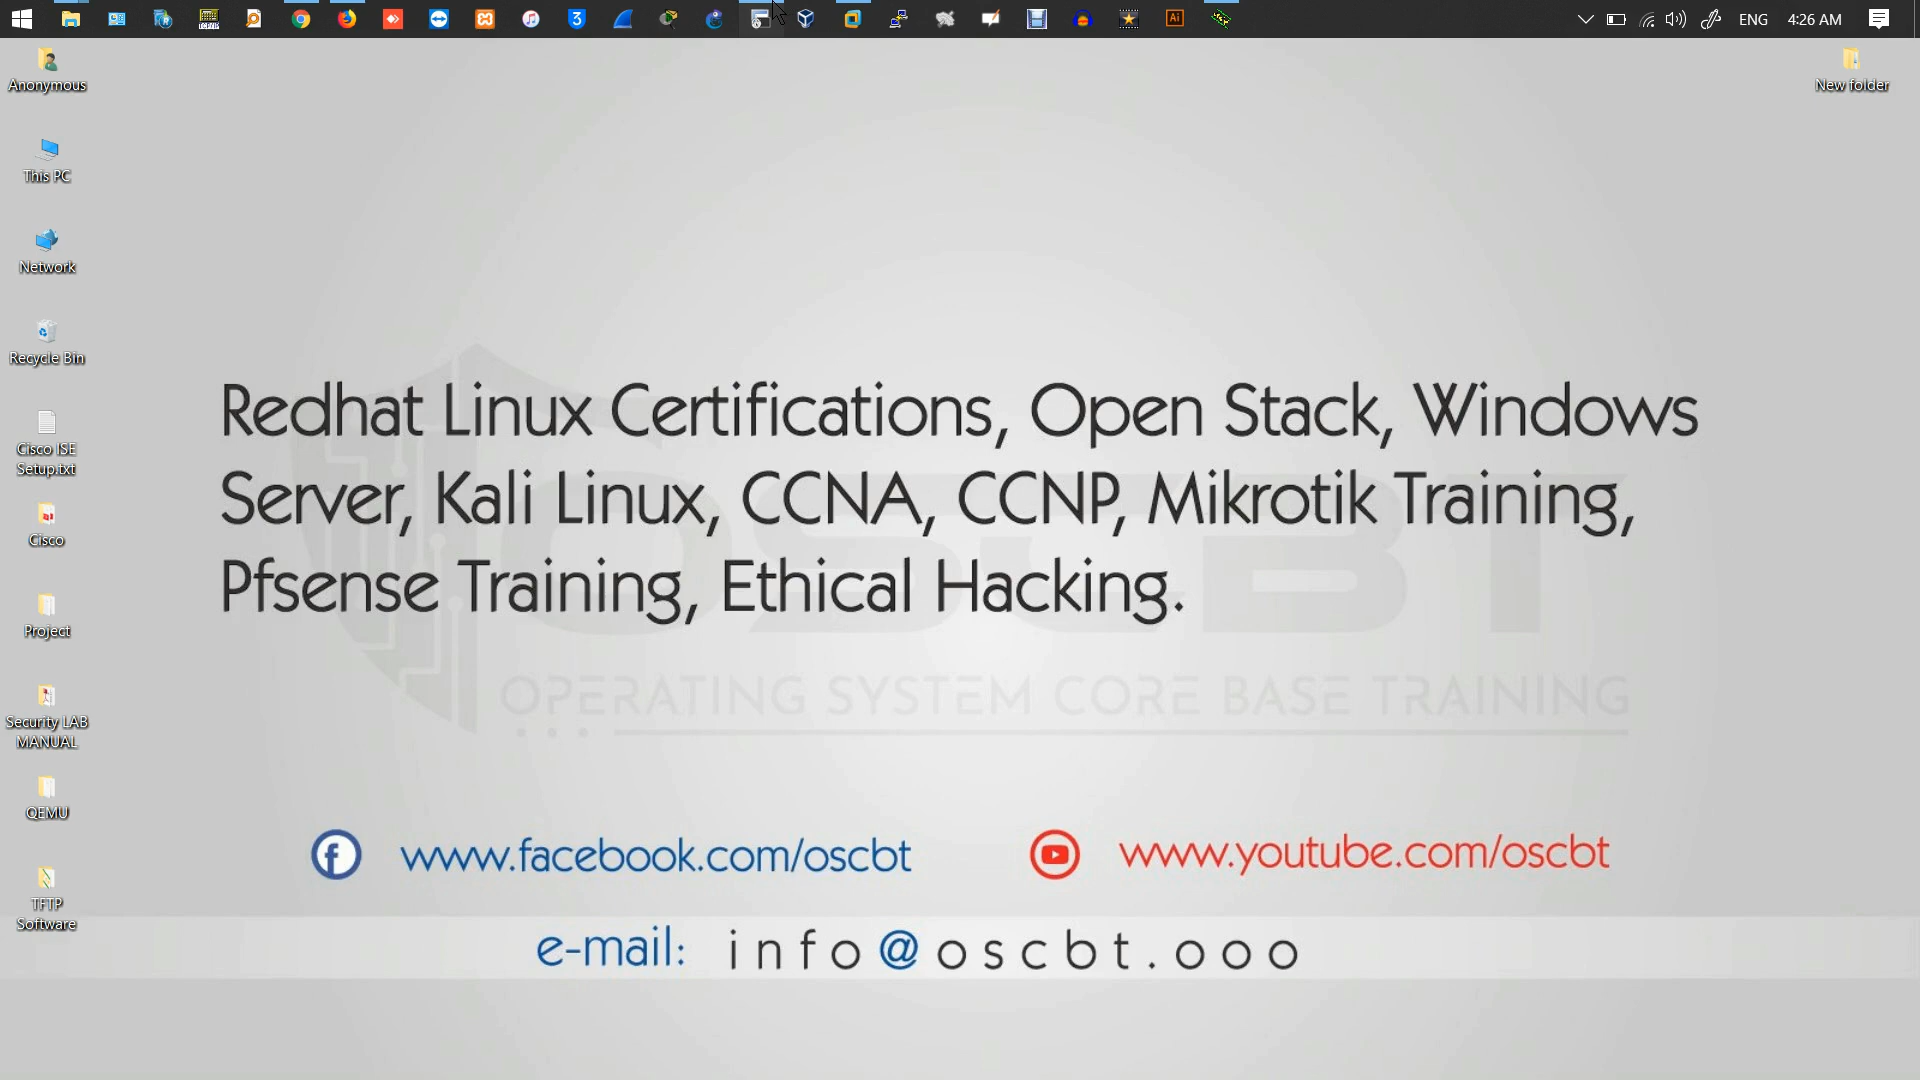 ENG 4:26 AM
Anonymous
New folder
This PC
Network
Recycle Bin
Cisco ISE
Setup.txt
Cisco
Project
Security LAB
MANUAL
QEMU
TFTP
Software
Redhat Linux Certifications, Open Stack, Windows
Server, Kali Linux, CCNA, CCNP, Mikrotik Training,
Pfsense Training, Ethical Hacking.
OSCBT
OPERATING SYSTEM CORE BASE TRAINING
www.facebook.com/oscbt
www.youtube.com/oscbt
e-mail: info@oscbt.ooo